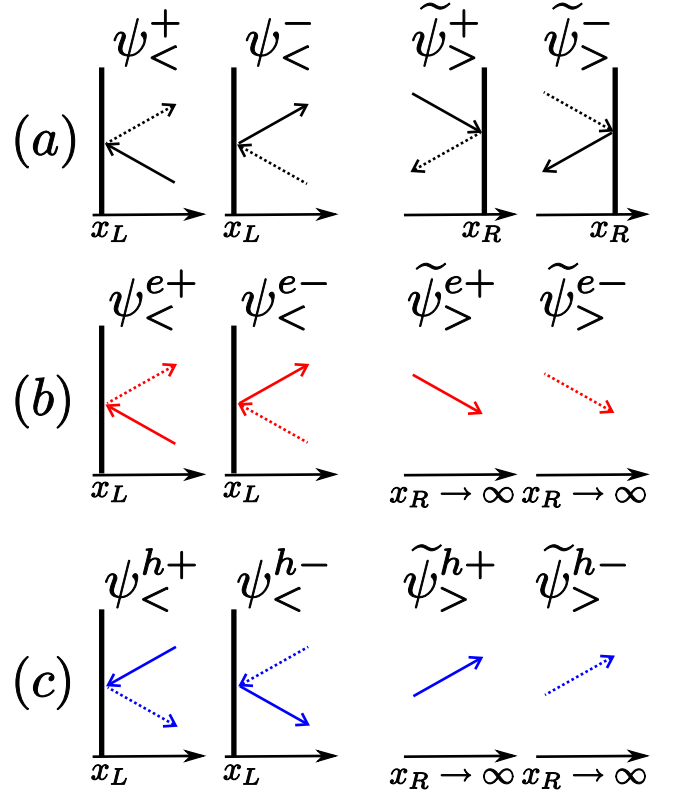 ψ₍<₎⁺ ψ₍<₎⁻ ψ̃₍>₎⁺ ψ̃₍>₎⁻
(a)
x_L x_L x_R x_R
ψ₍<₎ᵉ⁺ ψ₍<₎ᵉ⁻ ψ̃₍>₎ᵉ⁺ ψ̃₍>₎ᵉ⁻
(b)
x_L x_L x_R → ∞ x_R → ∞
ψ₍<₎ʰ⁺ ψ₍<₎ʰ⁻ ψ̃₍>₎ʰ⁺ ψ̃₍>₎ʰ⁻
(c)
x_L x_L x_R → ∞ x_R → ∞